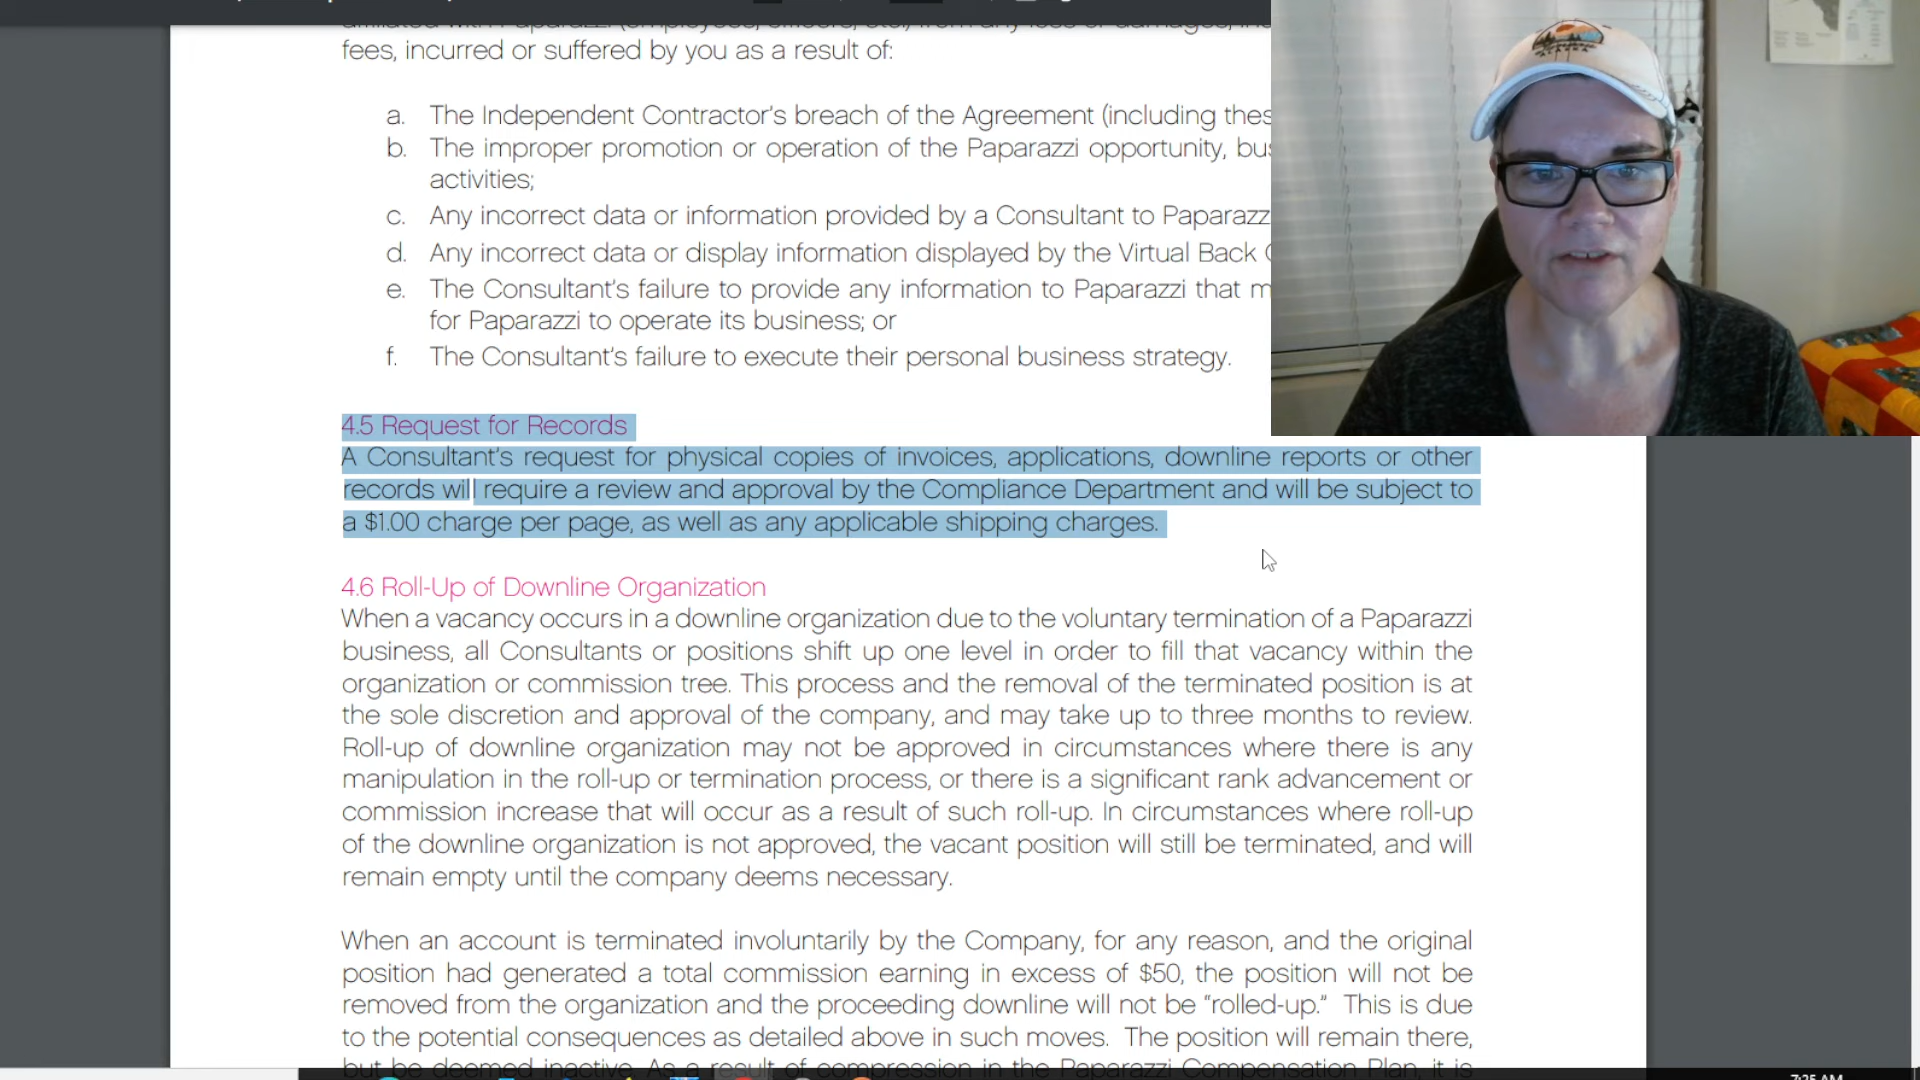 fees, incurred or suffered by you as a result of:
a. The Independent Contractor's breach of the Agreement (including
b. The improper promotion or operation of the Paparazzi opportunity,
activities;
c. Any incorrect data or information provided by a Consultant to
d. Any incorrect data or display information displayed by the Virtual Back
e. The Consultant's failure to provide any information to Paparazzi that
for Paparazzi to operate its business; or
f. The Consultant's failure to execute their personal business strategy.
4.5 Request for Records
A Consultant's request for physical copies of invoices, applications, downline reports or other
records will require a review and approval by the Compliance Department and will be subject to
a $1.00 charge per page, as well as any applicable shipping charges.
4.6 Roll-Up of Downline Organization
When a vacancy occurs in a downline organization due to the voluntary termination of a Paparazzi
business, all Consultants or positions shift up one level in order to fill that vacancy within the
organization or commission tree. This process and the removal of the terminated position is at
the sole discretion and approval of the company, and may take up to three months to review.
Roll-up of downline organization may not be approved in circumstances where there is any
manipulation in the roll-up or termination process, or there is a significant rank advancement or
commission increase that will occur as a result of such roll-up. In circumstances where roll-up
of the downline organization is not approved, the vacant position will still be terminated, and will
remain empty until the company deems necessary.
When an account is terminated involuntarily by the Company, for any reason, and the original
position had generated a total commission earning in excess of $50, the position will not be
removed from the organization and the proceeding downline will not be “rolled-up.” This is due
to the potential consequences as detailed above in such moves. The position will remain there,
but be deemed inactive. As a result of compression in the Paparazzi Compensation Plan, it is